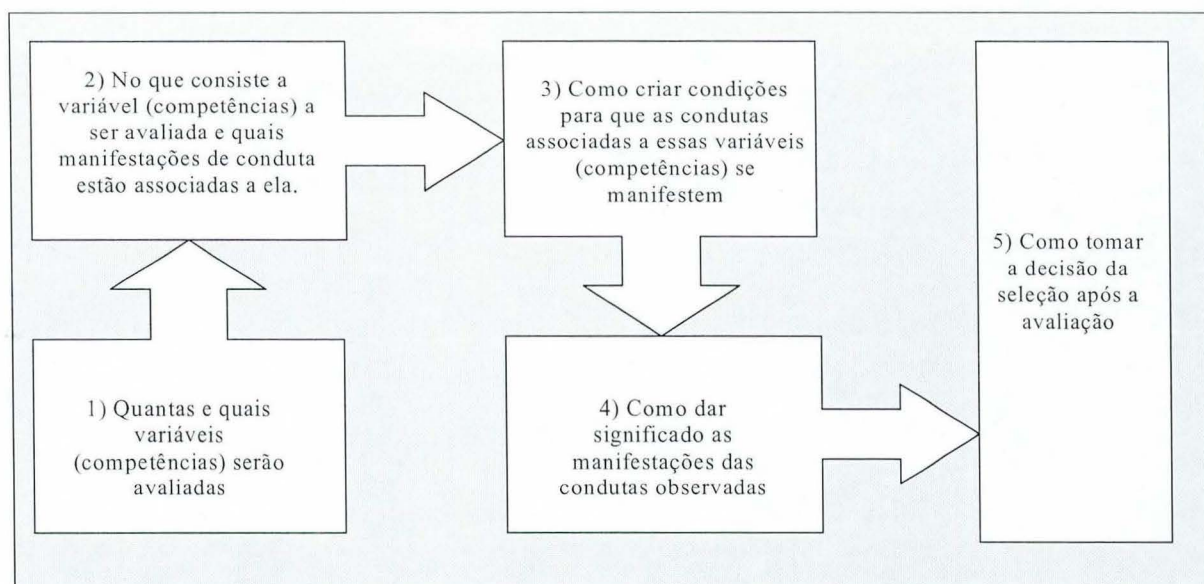 1) Quantas e quais
variáveis
(competências) serão
avaliadas
2) No que consiste a
variável (competências) a
ser avaliada e quais
manifestações de conduta
estão associadas a ela.
3) Como criar condições
para que as condutas
associadas a essas variáveis
(competências) se
manifestem
4) Como dar
significado as
manifestações das
condutas observadas
5) Como tomar
a decisão da
seleção após a
avaliação